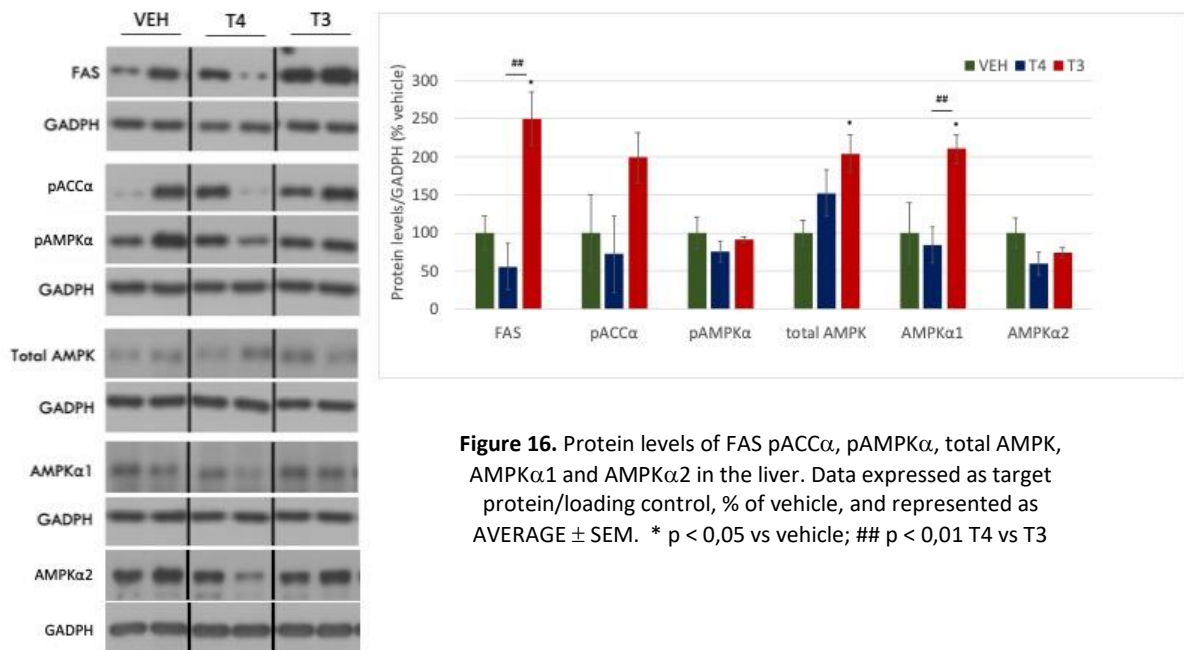 VEH T4 T3
FAS
GADPH
pACCα
pAMPKα
GADPH
Total AMPK
GADPH
AMPKα1
GADPH
AMPKα2
GADPH
VEH T4 T3
Protein levels/GADPH (% vehicle)
300
250
200
150
100
50
0
## * * ## *
FAS pACCα pAMPKα total AMPK AMPKα1 AMPKα2
Figure 16. Protein levels of FAS pACCα, pAMPKα, total AMPK,
AMPKα1 and AMPKα2 in the liver. Data expressed as target
protein/loading control, % of vehicle, and represented as
AVERAGE ± SEM. * p < 0,05 vs vehicle; ## p < 0,01 T4 vs T3